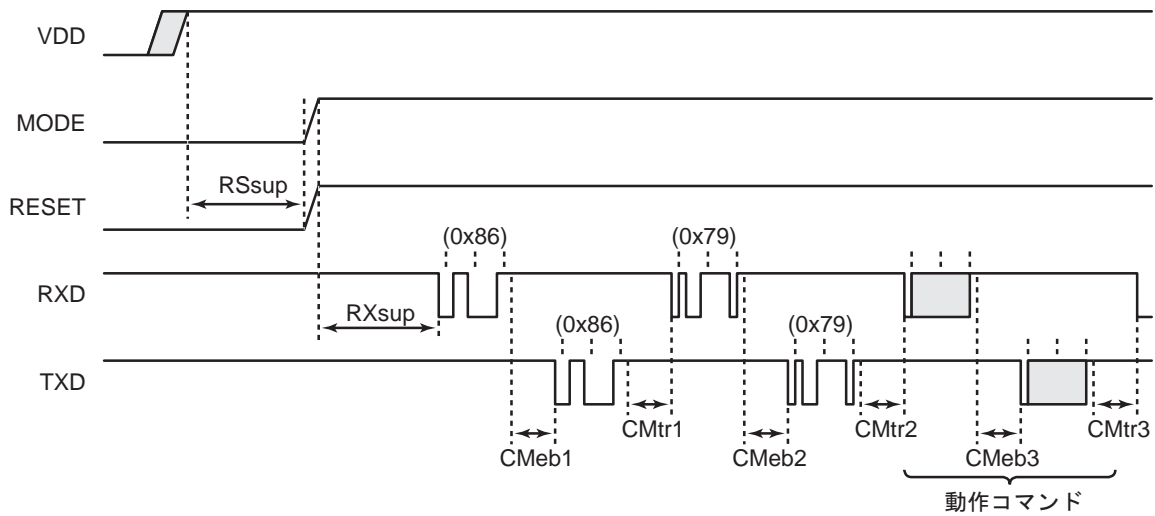 VDD
MODE
RSsup
RESET
(0x86)
(0x79)
RXD
RXsup
(0x86)
(0x79)
TXD
CMtr1
CMtr2
CMtr3
CMeb1
CMeb2
CMeb3
動作コマンド